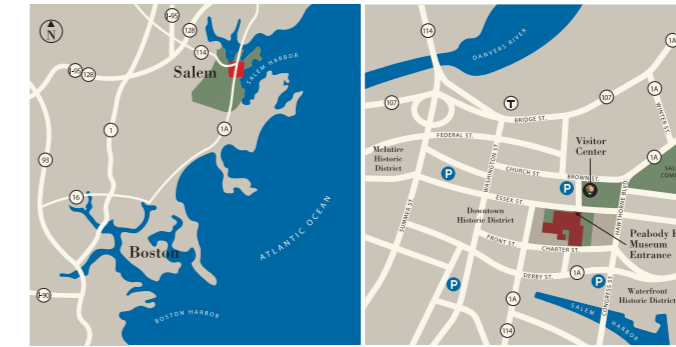 N
I-95
128
114
Salem
SALEM HARBOR
I-95
128
1
1A
93
16
ATLANTIC OCEAN
Boston
I-90
BOSTON HARBOR
114
DANVERS RIVER
1A
107
T
107
1A
BRIDGE ST.
WINTER ST.
FEDERAL ST.
McIntire
Historic
District
WASHINGTON ST.
Visitor
Center
1A
P
CHURCH ST.
BROWN ST.
P
ESSEX ST.
HAWTHORNE BLVD.
SUMMER ST.
Downtown
Historic District
FRONT ST.
CHARTER ST.
Peabody
Museum
Entrance
DERBY ST.
1A
P
P
CONGRESS ST.
Waterfront
Historic District
1A
SALEM HARBOR
114